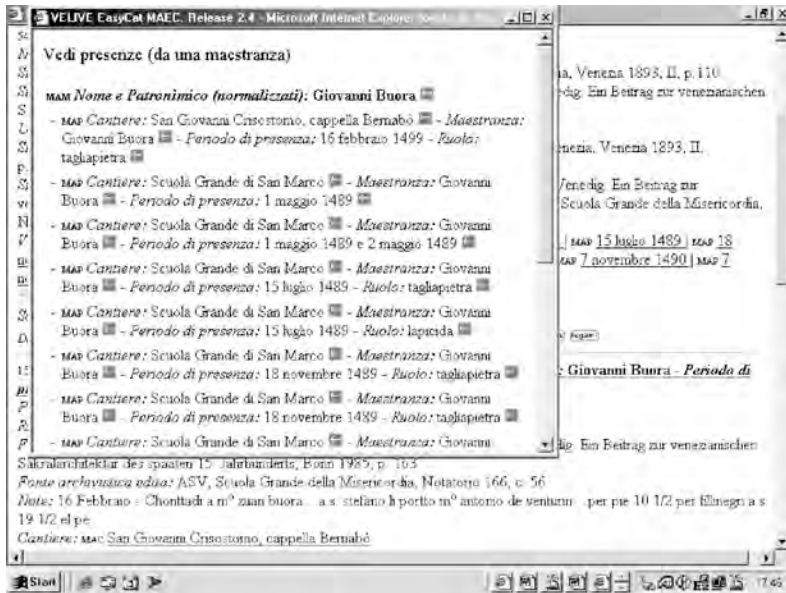 VELIVE EasyCat MAEC. Release 2.4 - Microsoft Internet Explorer
Vedi presenze (da una maestranza)
MAM Nome e Patronimico (normalizzati): Giovanni Buora
- MAP Cantiere: San Giovanni Crisostomo, cappella Bernabò - Maestranza:
Giovanni Buora - Periodo di presenza: 16 febbraio 1499 - Ruolo:
tagliapietra
- MAP Cantiere: Scuola Grande di San Marco - Maestranza: Giovanni
Buora - Periodo di presenza: 1 maggio 1489
- MAP Cantiere: Scuola Grande di San Marco - Maestranza: Giovanni
Buora - Periodo di presenza: 1 maggio 1489 e 2 maggio 1489
- MAP Cantiere: Scuola Grande di San Marco - Maestranza: Giovanni
Buora - Periodo di presenza: 15 luglio 1489 - Ruolo: tagliapietra
- MAP Cantiere: Scuola Grande di San Marco - Maestranza: Giovanni
Buora - Periodo di presenza: 15 luglio 1489 - Ruolo: lapicida
- MAP Cantiere: Scuola Grande di San Marco - Maestranza: Giovanni
Buora - Periodo di presenza: 18 novembre 1489 - Ruolo: tagliapietra
- MAP Cantiere: Scuola Grande di San Marco - Maestranza: Giovanni
Buora - Periodo di presenza: 18 novembre 1489 - Ruolo: tagliapietra
- MAP Cantiere: Scuola Grande di San Marco - Maestranza: Giovanni
Venezia 1893, II, p.110
Ein Beitrag zur venezianischen
Venezia 1893, II,
Venedig. Ein Beitrag zur
Scuola Grande della Misericordia,
| MAP 15 luglio 1489 | MAP 18
MAP 7 novembre 1490 | MAP 7
: Giovanni Buora - Periodo di
Ein Beitrag zur venezianischen
Sakralarchitektur des spaaten 15. Jahrhunderts, Bonn 1985, p. 163
Fonte archivistica edita: ASV, Scuola Grande della Misericordia, Notatorio 166, c. 56
Note: 16 Febbraio - Chonttadi a m° zuan buora a s. stefano li porttò m° antonio de venturin ..per pie 10 1/2 per filinegn a s
19 1/2 el pe
Cantiere: MAC San Giovanni Crisostomo, cappella Bernabò
Start
17.46